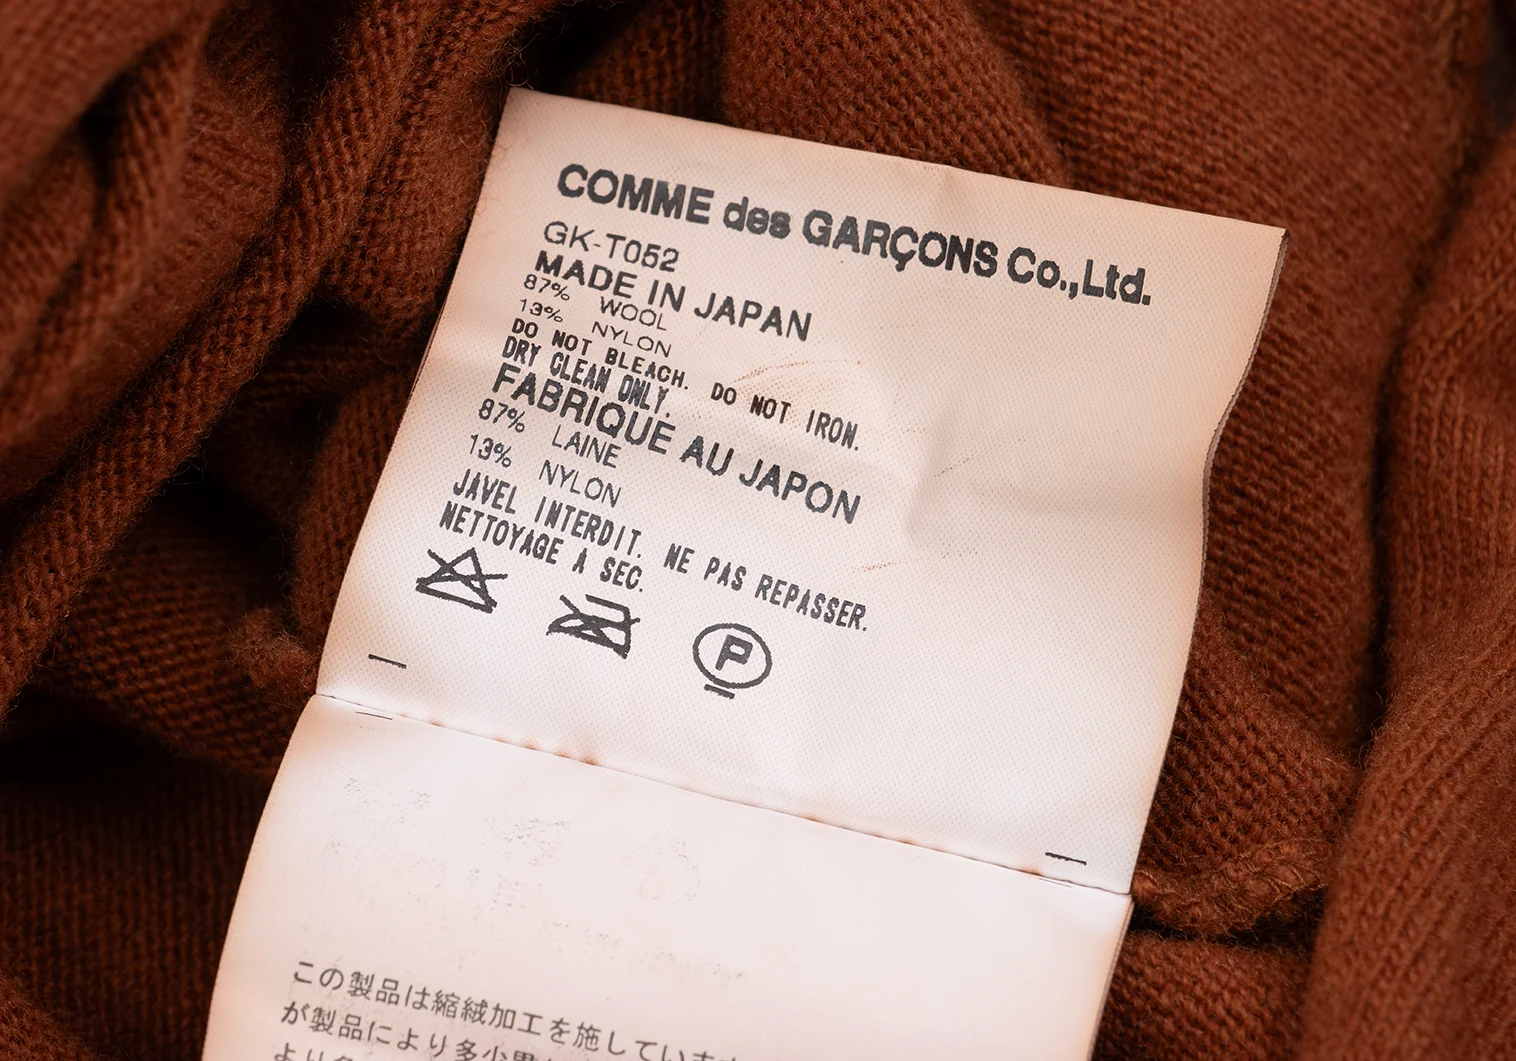 COMME des GARÇONS Co.,Ltd.
GK-T052
MADE IN JAPAN
87% WOOL
13% NYLON
DO NOT BLEACH. DO NOT IRON.
DRY CLEAN ONLY.
FABRIQUE AU JAPON
87% LAINE
13% NYLON
JAVEL INTERDIT. NE PAS REPASSER.
NETTOYAGE A SEC.
P
この製品は縮絨加工を施しています
が製品により多少
より